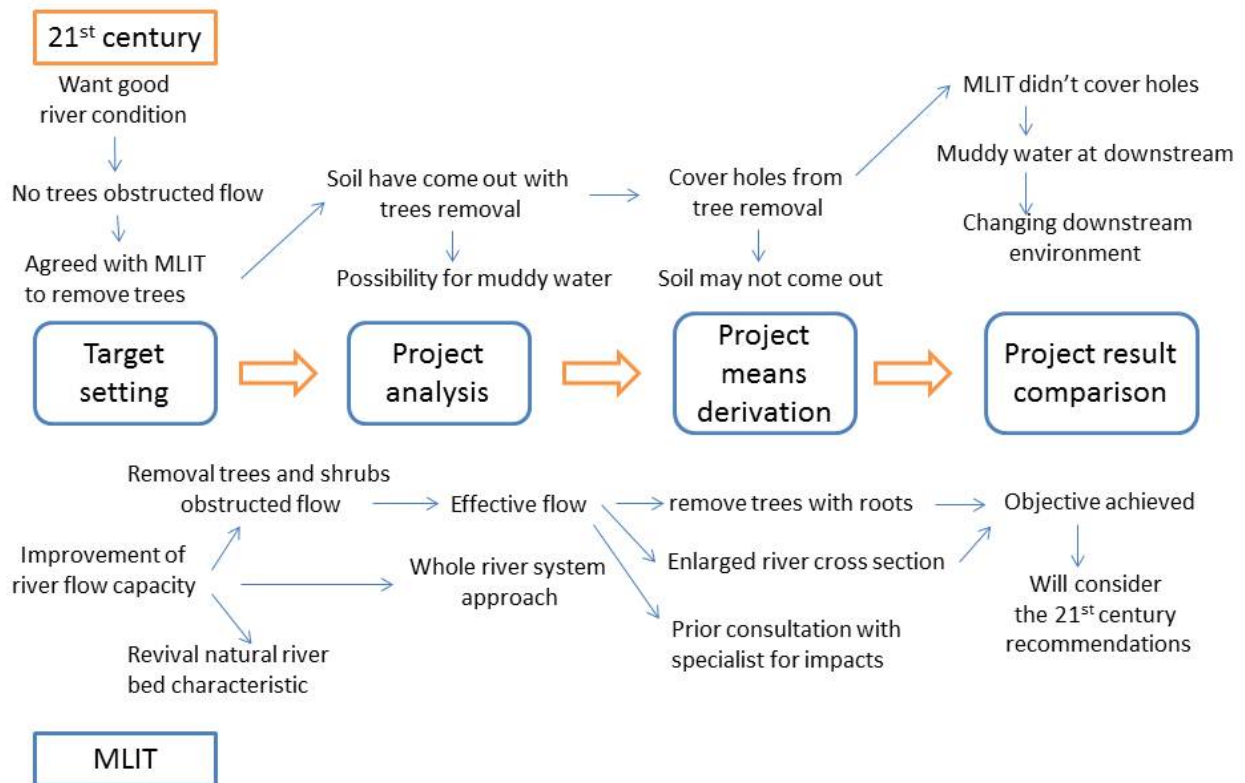 21st century
Want good
river condition
No trees obstructed flow
Agreed with MLIT
to remove trees
Soil have come out with
trees removal
Possibility for muddy water
Cover holes from
tree removal
Soil may not come out
MLIT didn't cover holes
Muddy water at downstream
Changing downstream
environment
Target
setting
Project
analysis
Project
means
derivation
Project result
comparison
Removal trees and shrubs
obstructed flow
Improvement of
river flow capacity
Revival natural river
bed characteristic
Effective flow
Whole river system
approach
remove trees with roots
Enlarged river cross section
Prior consultation with
specialist for impacts
Objective achieved
Will consider
the 21st century
recommendations
MLIT